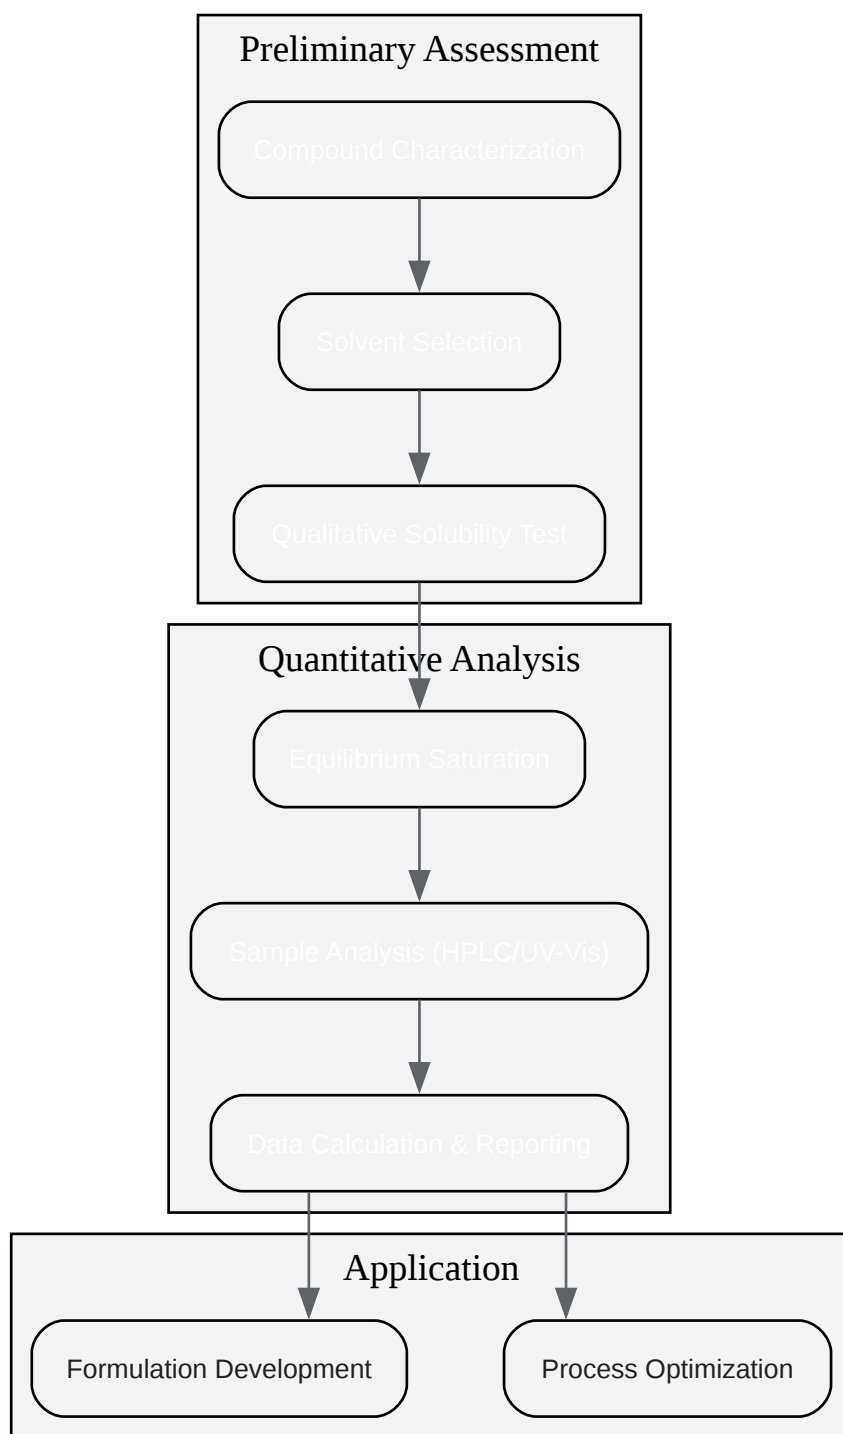 Preliminary Assessment
Compound Characterization
Solvent Selection
Qualitative Solubility Test
Quantitative Analysis
Equilibrium Saturation
Sample Analysis (HPLC/UV-Vis)
Data Calculation & Reporting
Application
Formulation Development
Process Optimization